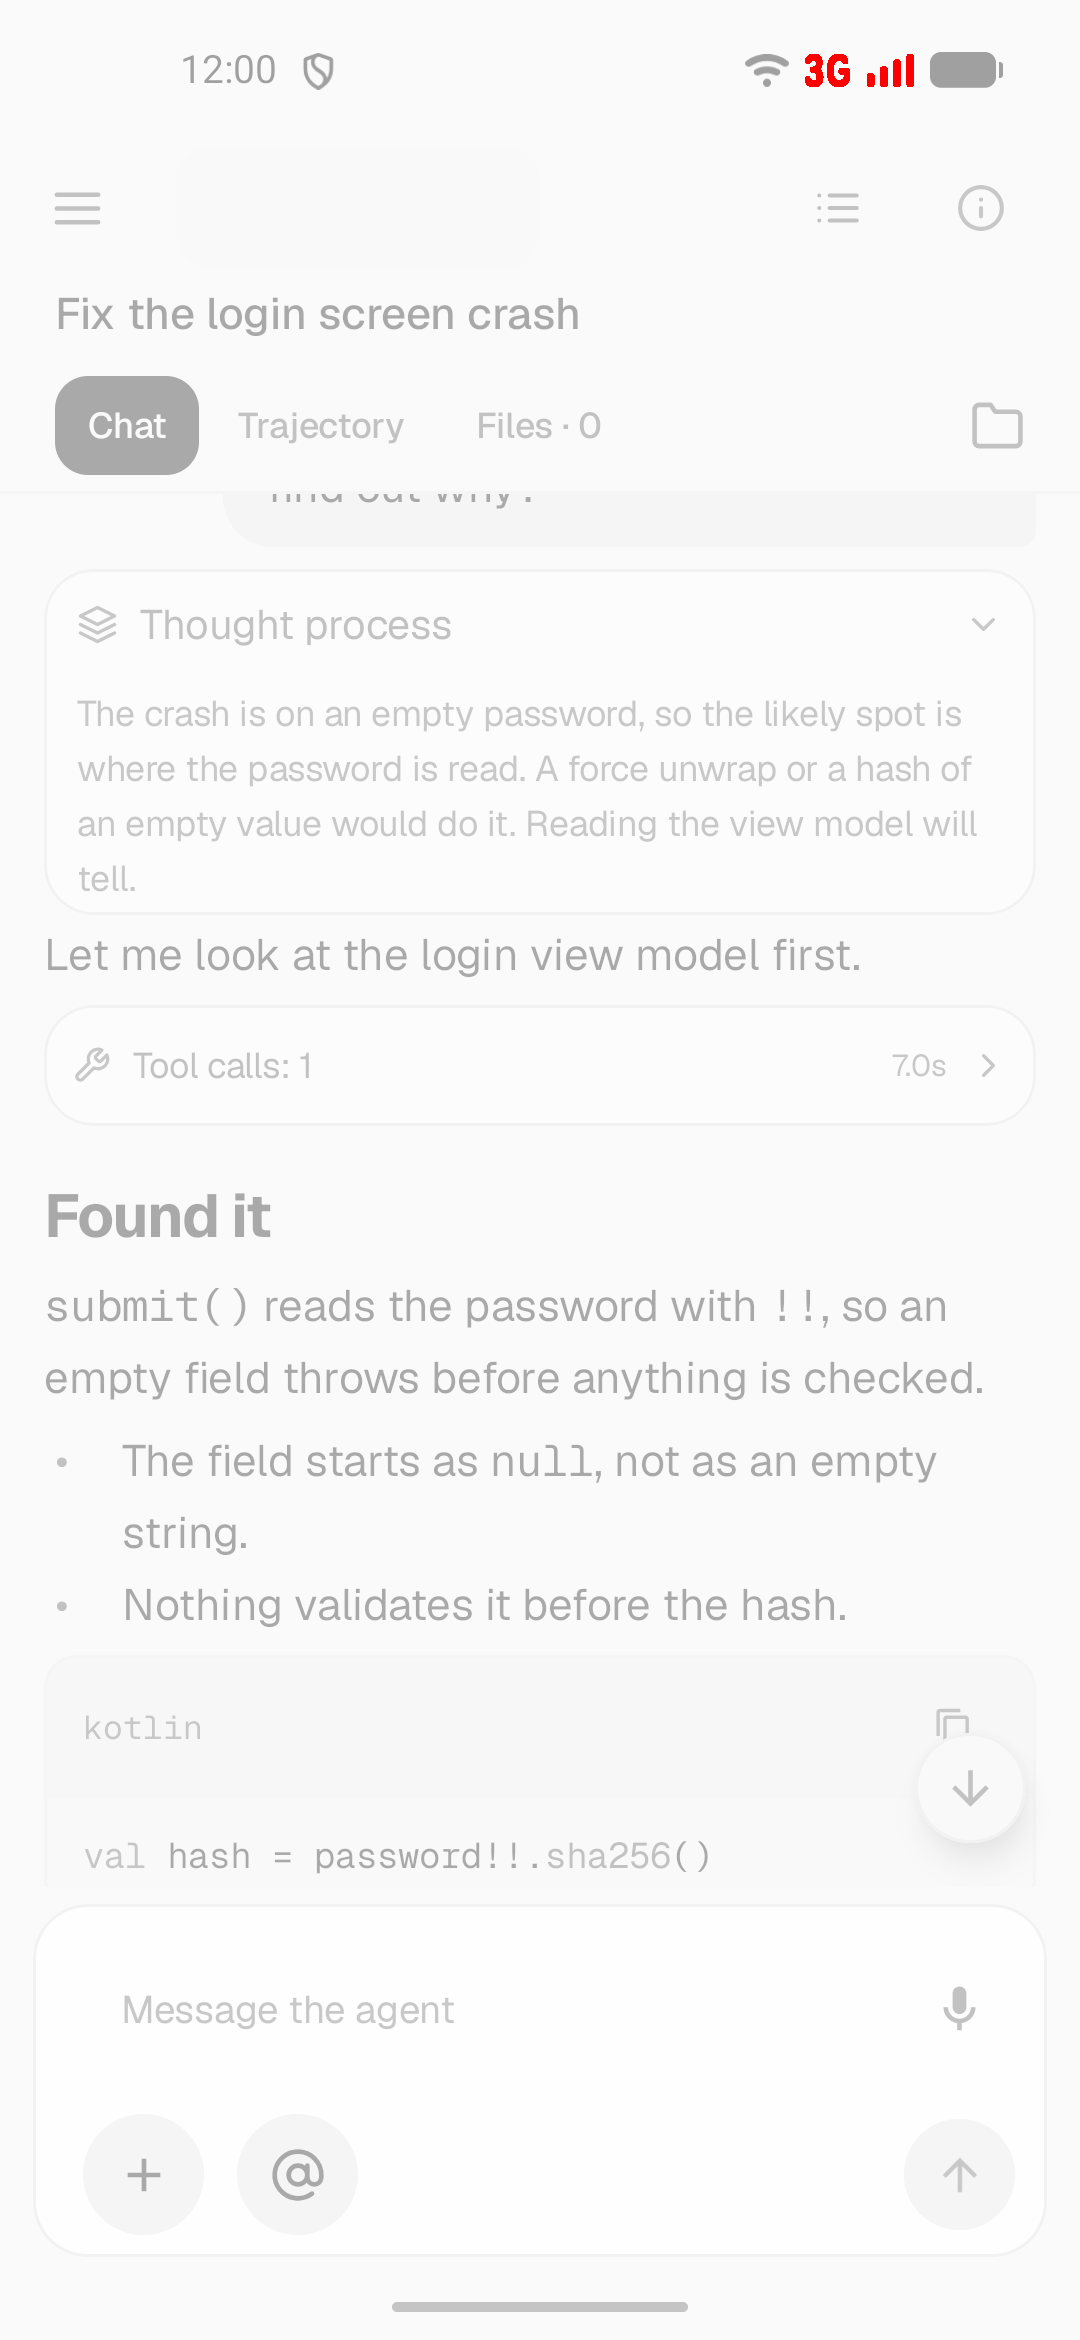 12:00
3G
Fix the login screen crash
Chat
Trajectory
Files · 0
find out why?
Thought process
The crash is on an empty password, so the likely spot is
where the password is read. A force unwrap or a hash of
an empty value would do it. Reading the view model will
tell.
Let me look at the login view model first.
Tool calls: 1
7.0s
Found it
submit() reads the password with !!, so an
empty field throws before anything is checked.
• The field starts as null, not as an empty
string.
• Nothing validates it before the hash.
kotlin
val hash = password!!.sha256()
Message the agent